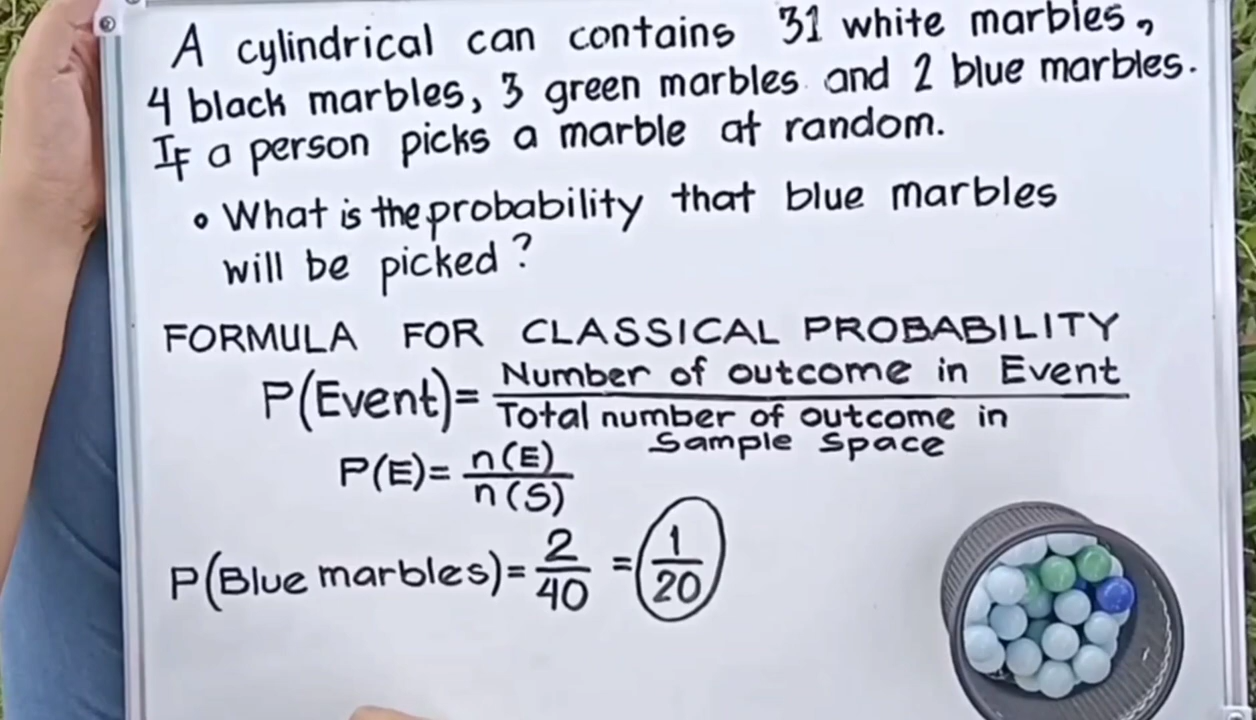 A cylindrical can contains 31 white marbles,
4 black marbles, 3 green marbles and 2 blue marbles.
If a person picks a marble at random.
• What is the probability that blue marbles
will be picked?
FORMULA FOR CLASSICAL PROBABILITY
P(Event)= Number of outcome in Event
Total number of outcome in
Sample Space
P(E)= n(E)
n(S)
P(Blue marbles)= 2/40 = 1/20